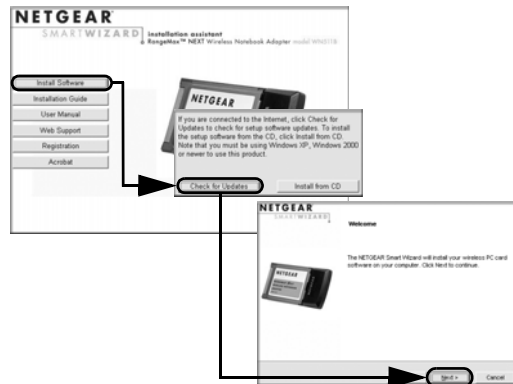 NETGEAR
SMARTWIZARD
installation assistant
RangeMax™ NEXT Wireless Notebook Adapter model WN511B
Install Software
Installation Guide
User Manual
Web Support
Registration
Acrobat
NETGEAR
If you are connected to the Internet, click Check for
Updates to check for setup software updates. To install
the setup software from the CD, click Install from CD.
Note that you must be using Windows XP, Windows 2000
or newer to use this product.
Check for Updates
Install from CD
NETGEAR
SMARTWIZARD
Welcome
The NETGEAR Smart Wizard will install your wireless PC card
software on your computer. Click Next to continue.
NETGEAR
Next >
Cancel